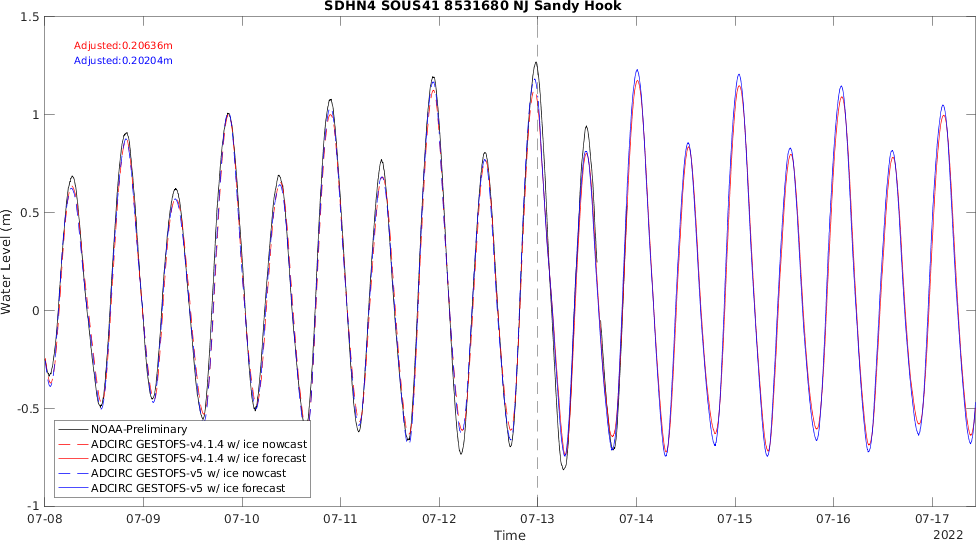 SDHN4 SOUS41 8531680 NJ Sandy Hook
Adjusted:0.20636m
Adjusted:0.20204m
Water Level (m)
1.5
1
0.5
0
-0.5
-1
NOAA-Preliminary
ADCIRC GESTOFS-v4.1.4 w/ ice nowcast
ADCIRC GESTOFS-v4.1.4 w/ ice forecast
ADCIRC GESTOFS-v5 w/ ice nowcast
ADCIRC GESTOFS-v5 w/ ice forecast
07-08 07-09 07-10 07-11 07-12 07-13 07-14 07-15 07-16 07-17
2022
Time